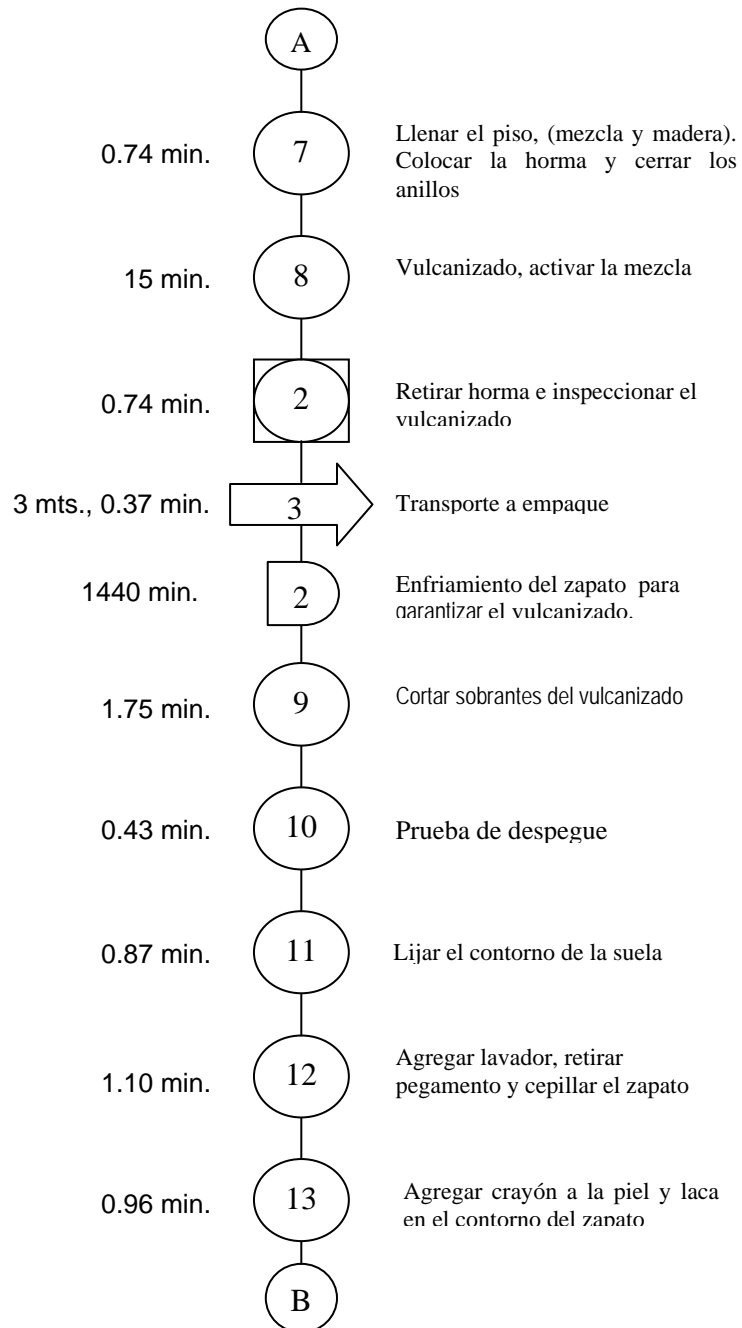 A
0.74 min.
7
Llenar el piso, (mezcla y madera).
Colocar la horma y cerrar los
anillos
15 min.
8
Vulcanizado, activar la mezcla
0.74 min.
2
Retirar horma e inspeccionar el
vulcanizado
3 mts., 0.37 min.
3
Transporte a empaque
1440 min.
2
Enfriamiento del zapato para
garantizar el vulcanizado.
1.75 min.
9
Cortar sobrantes del vulcanizado
0.43 min.
10
Prueba de despegue
0.87 min.
11
Lijar el contorno de la suela
1.10 min.
12
Agregar lavador, retirar
pegamento y cepillar el zapato
0.96 min.
13
Agregar crayón a la piel y laca
en el contorno del zapato
B